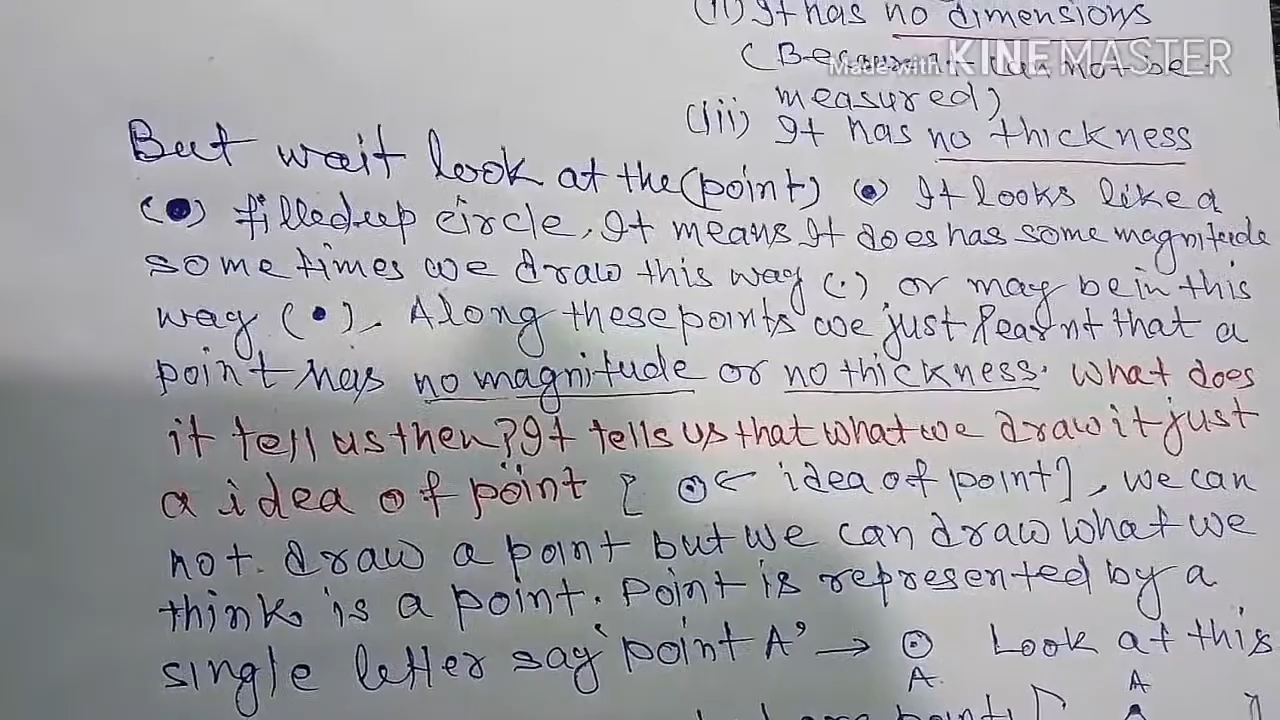 (ii) It has no dimensions
(Because it can not be
Made with KINEMASTER
measured)
(iii) It has no thickness
But wait look at the (point) (•) It looks like a
(•) filledup circle, It means It does has some magnitude
some times we draw this way (.) or may be in this
way (•). Along these points we just learnt that a
point has no magnitude or no thickness. What does
it tell us then? It tells us that what we draw it just
a idea of point [ ⊙← idea of point], we can
not draw a point but we can draw what we
think is a point. Point is represented by a
single letter say 'point A' → ⊙ Look at this
A. A